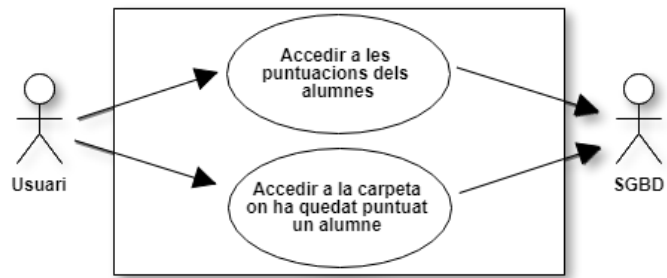 Accedir a les
puntuacions dels
alumnes
Usuari
SGBD
Accedir a la carpeta
on ha quedat puntuat
un alumne